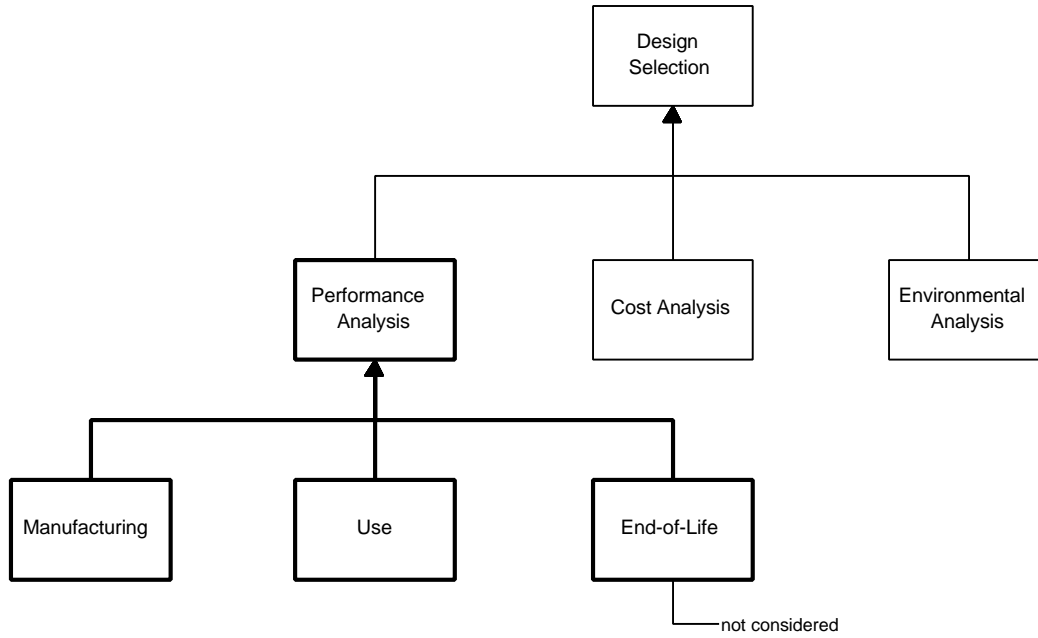 Design
Selection
Performance
Analysis
Cost Analysis
Environmental
Analysis
Manufacturing
Use
End-of-Life
not considered